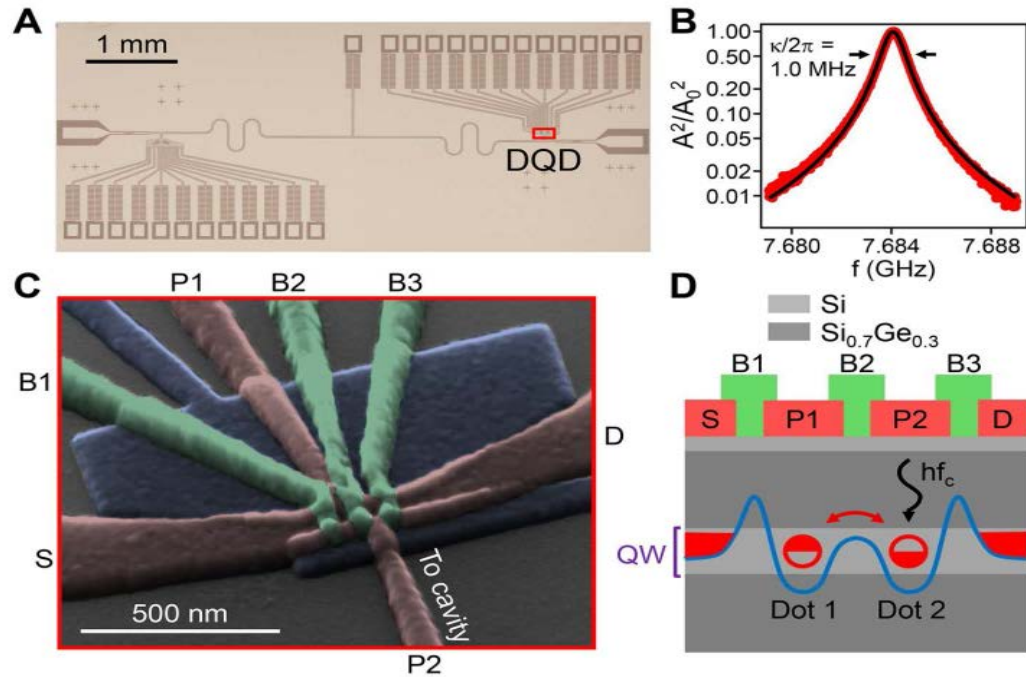 A
1 mm
DQD
B
κ/2π =
1.0 MHz
A²/A₀²
1.00
0.50
0.20
0.10
0.05
0.02
0.01
7.680
7.684
7.688
f (GHz)
C
P1
B2
B3
B1
D
S
500 nm
To cavity
P2
D
Si
Si₀.₇Ge₀.₃
B1
B2
B3
S
P1
P2
D
hf꜀
QW
Dot 1
Dot 2